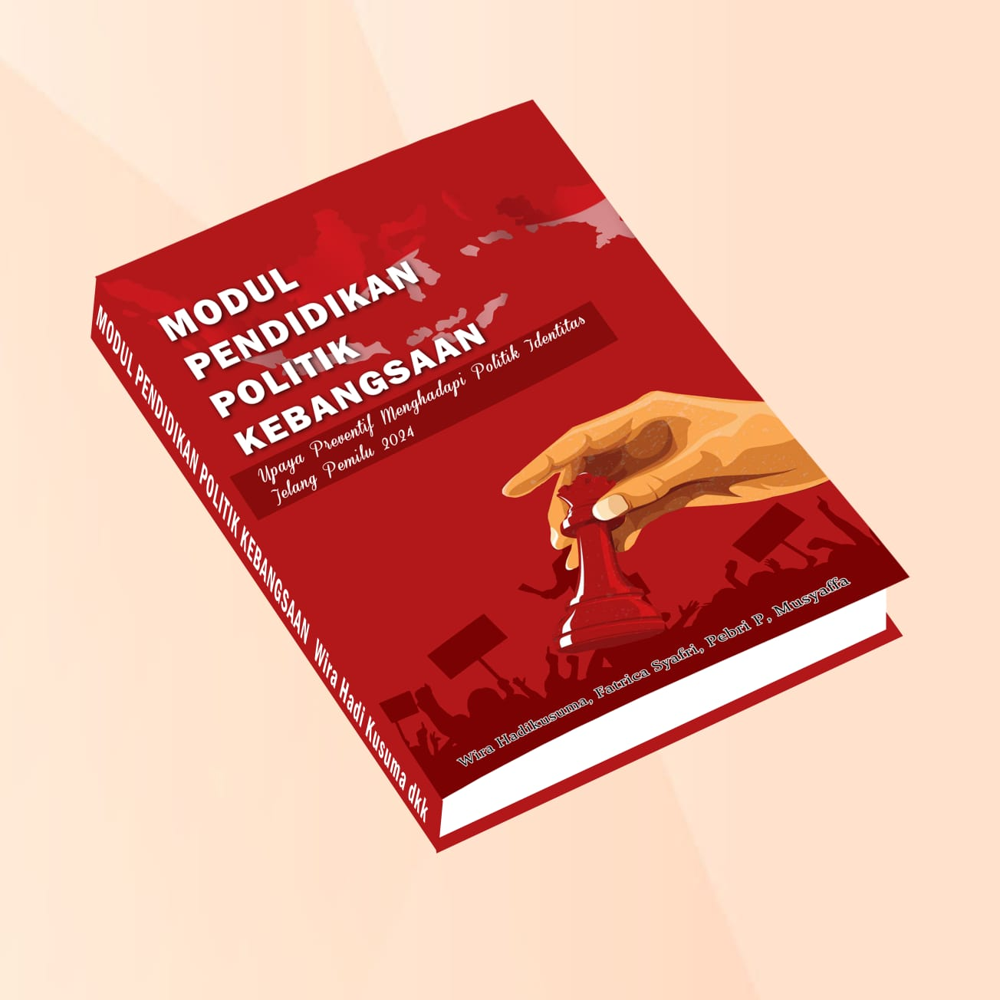 MODUL
PENDIDIKAN
POLITIK
KEBANGSAAN
Upaya Preventif Menghadapi Politik Identitas
Jelang Pemilu 2024
Wira Hadikusuma, Fatrica Syafri, Pebri P, Musyaffa
MODUL PENDIDIKAN POLITIK KEBANGSAAN Wira Hadi Kusuma dkk